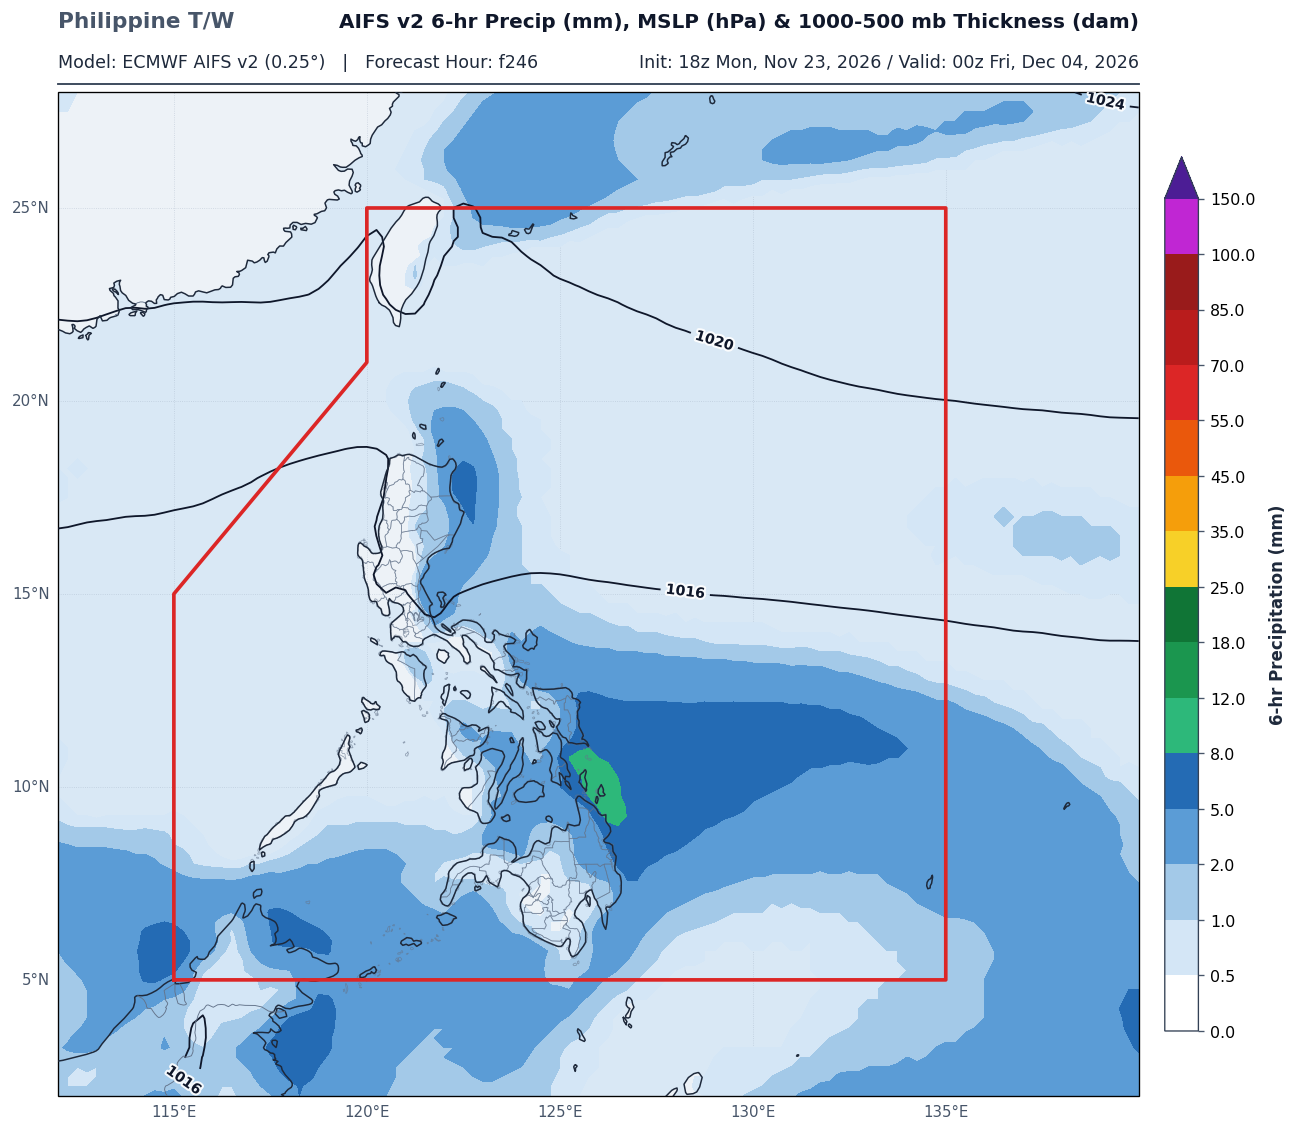 Philippine T/W
AIFS v2 6-hr Precip (mm), MSLP (hPa) & 1000-500 mb Thickness (dam)
Model: ECMWF AIFS v2 (0.25°)   |   Forecast Hour: f246
Init: 18z Mon, Nov 23, 2026 / Valid: 00z Fri, Dec 04, 2026
1024
25°N
1020
20°N
1016
15°N
10°N
5°N
1016
115°E
120°E
125°E
130°E
135°E
150.0
100.0
85.0
70.0
55.0
45.0
35.0
25.0
18.0
12.0
8.0
5.0
2.0
1.0
0.5
0.0
6-hr Precipitation (mm)